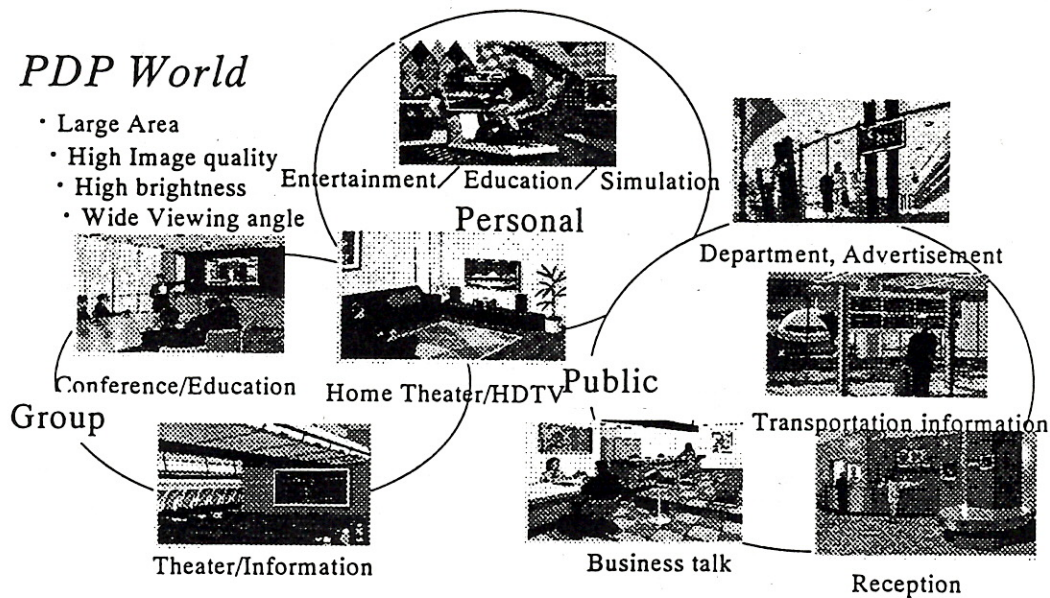 PDP World
· Large Area
· High Image quality
· High brightness
· Wide Viewing angle
Entertainment／Education／Simulation
Personal
Department, Advertisement
Conference/Education
Home Theater/HDTV
Public
Group
Transportation information
Theater/Information
Business talk
Reception